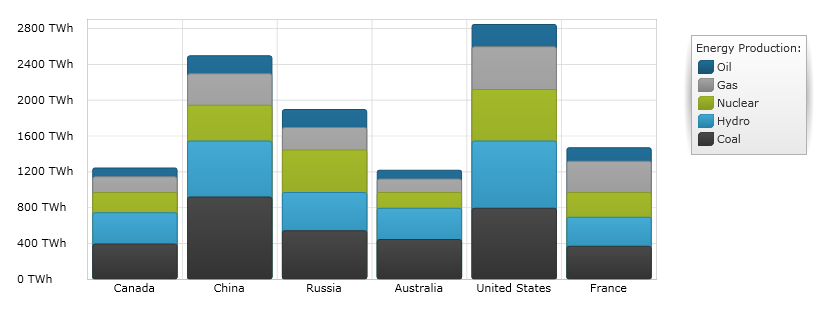 2800 TWh
2400 TWh
2000 TWh
1600 TWh
1200 TWh
800 TWh
400 TWh
0 TWh
Canada China Russia Australia United States France
Energy Production:
Oil
Gas
Nuclear
Hydro
Coal